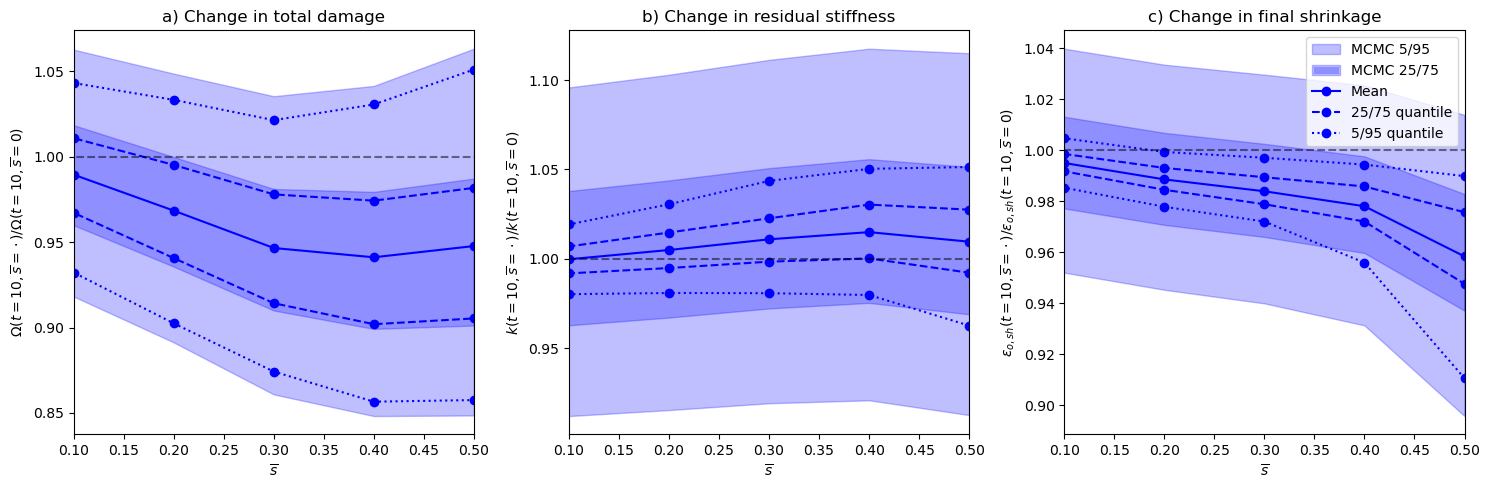 a) Change in total damage
Ω(t = 10, s̅ = ·)/Ω(t = 10, s̅ = 0)
1.05
1.00
0.95
0.90
0.85
0.10 0.15 0.20 0.25 0.30 0.35 0.40 0.45 0.50
s̅
b) Change in residual stiffness
k(t = 10, s̅ = ·)/k(t = 10, s̅ = 0)
1.10
1.05
1.00
0.95
0.10 0.15 0.20 0.25 0.30 0.35 0.40 0.45 0.50
s̅
c) Change in final shrinkage
ε_{o, sh}(t = 10, s̅ = ·)/ε_{o, sh}(t = 10, s̅ = 0)
1.04
1.02
1.00
0.98
0.96
0.94
0.92
0.90
MCMC 5/95
MCMC 25/75
Mean
25/75 quantile
5/95 quantile
0.10 0.15 0.20 0.25 0.30 0.35 0.40 0.45 0.50
s̅